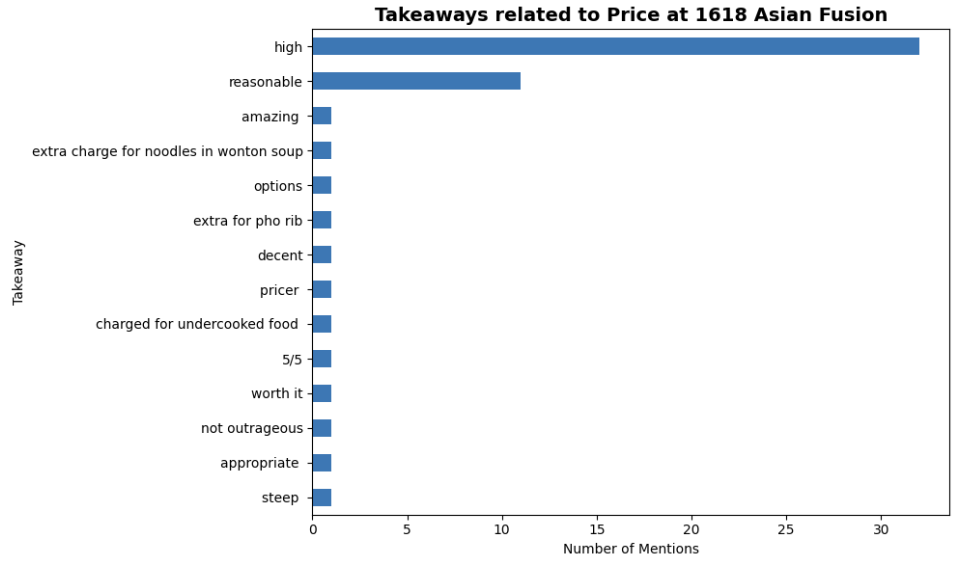 Takeaways related to Price at 1618 Asian Fusion
high
reasonable
amazing
extra charge for noodles in wonton soup
options
extra for pho rib
decent
pricer
charged for undercooked food
5/5
worth it
not outrageous
appropriate
steep
Takeaway
0 5 10 15 20 25 30
Number of Mentions